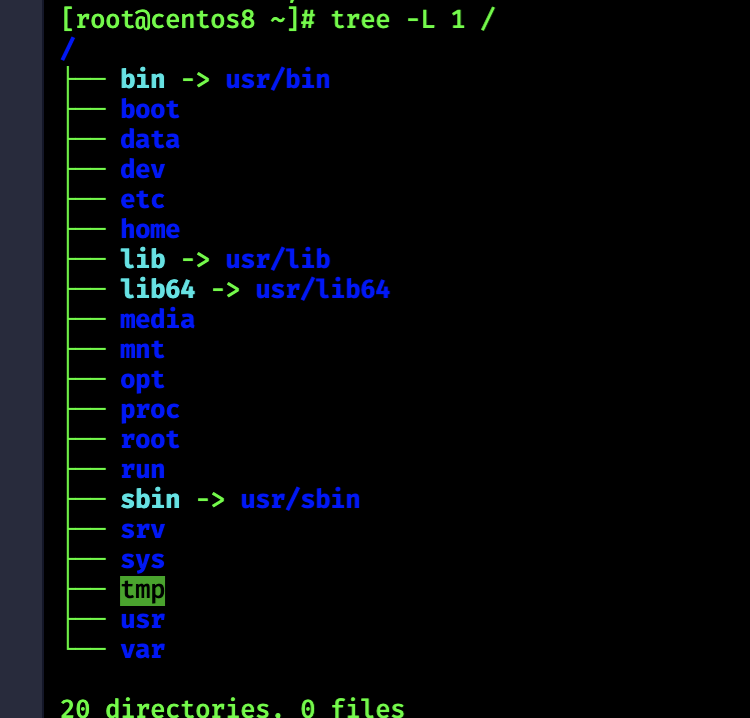 [root@centos8 ~]# tree -L 1 /
/
├── bin -> usr/bin
├── boot
├── data
├── dev
├── etc
├── home
├── lib -> usr/lib
├── lib64 -> usr/lib64
├── media
├── mnt
├── opt
├── proc
├── root
├── run
├── sbin -> usr/sbin
├── srv
├── sys
├── tmp
├── usr
└── var
20 directories, 0 files